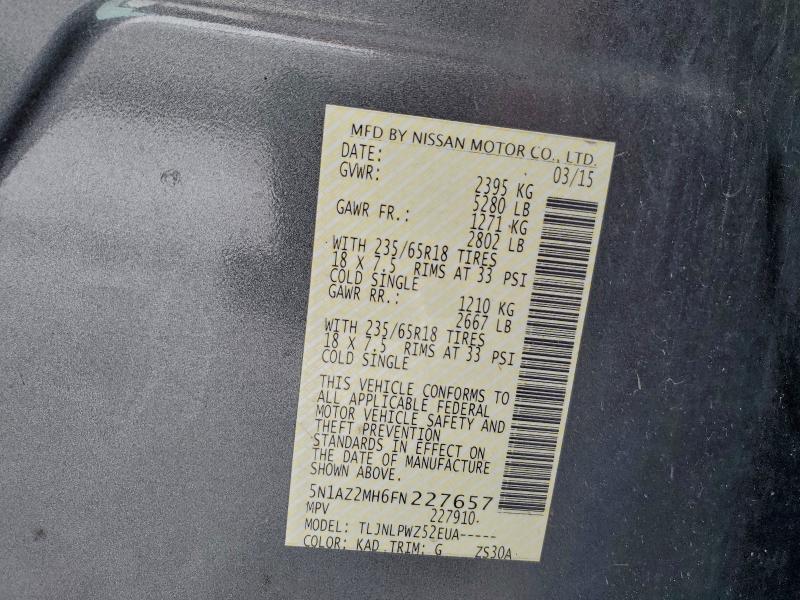 MFD BY NISSAN MOTOR CO., LTD.
DATE: 03/15
GVWR: 2395 KG
5280 LB
GAWR FR.: 1271 KG
2802 LB
WITH 235/65R18 TIRES
18 X 7.5 RIMS AT 33 PSI
COLD SINGLE
GAWR RR.: 1210 KG
2667 LB
WITH 235/65R18 TIRES
18 X 7.5 RIMS AT 33 PSI
COLD SINGLE
THIS VEHICLE CONFORMS TO
ALL APPLICABLE FEDERAL
MOTOR VEHICLE SAFETY AND
THEFT PREVENTION
STANDARDS IN EFFECT ON
THE DATE OF MANUFACTURE
SHOWN ABOVE.
5N1AZ2MH6FN227657
MPV 227910
MODEL: TLJNLPWZ52EUA-----
COLOR: KAD TRIM: G ZS30A